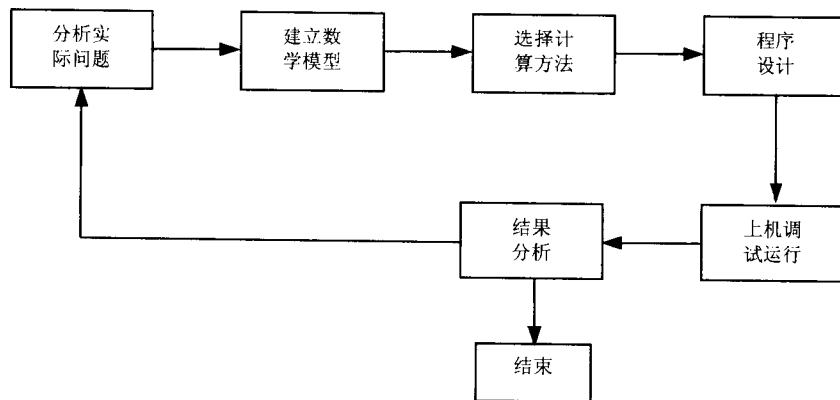 分析实
际问题
建立数
学模型
选择计
算方法
程序
设计
上机调
试运行
结果
分析
结束